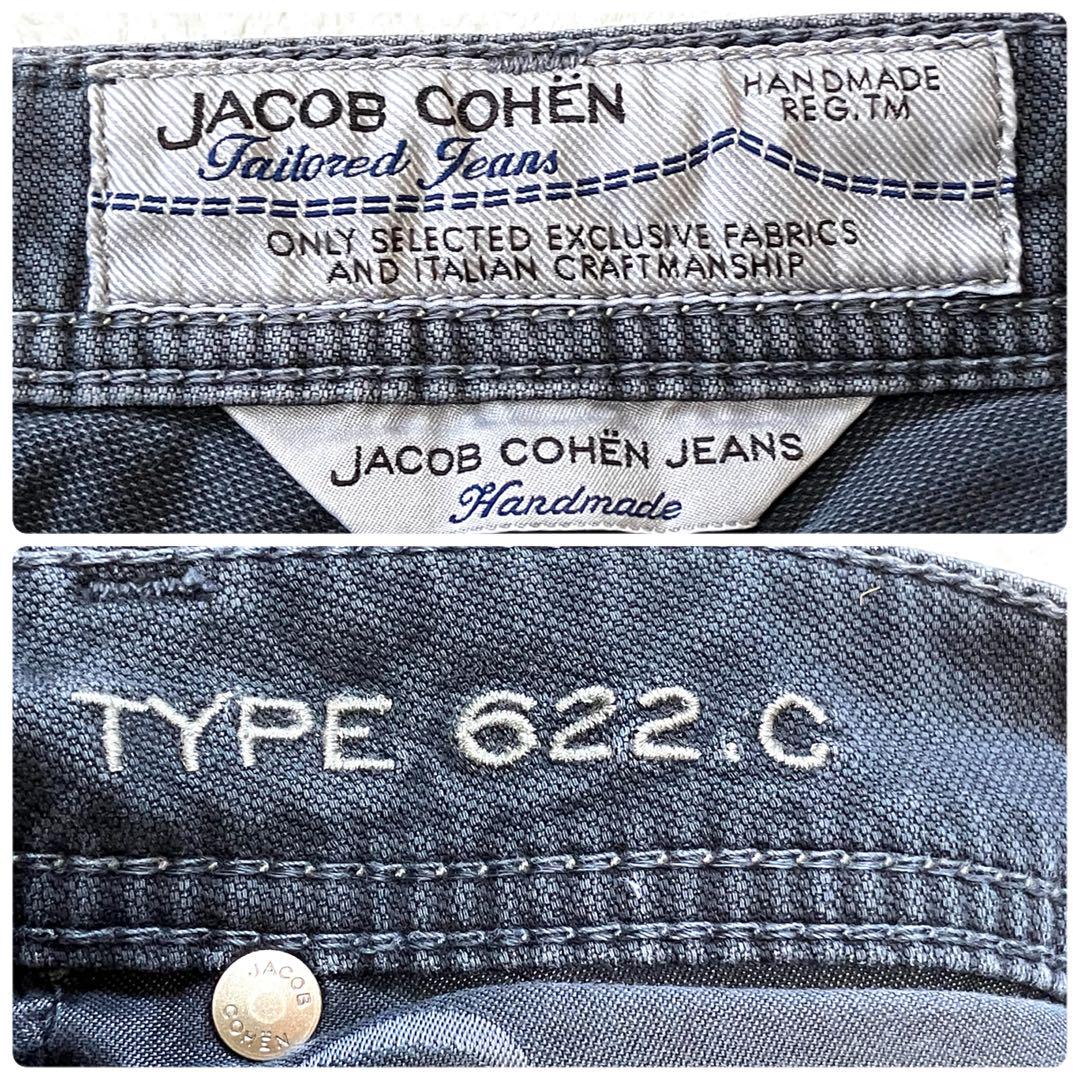 JACOB COHËN
Tailored Jeans
HANDMADE
REG.TM
ONLY SELECTED EXCLUSIVE FABRICS
AND ITALIAN CRAFTMANSHIP
JACOB COHËN JEANS
Handmade
TYPE 622.C
JACOB
COHËN